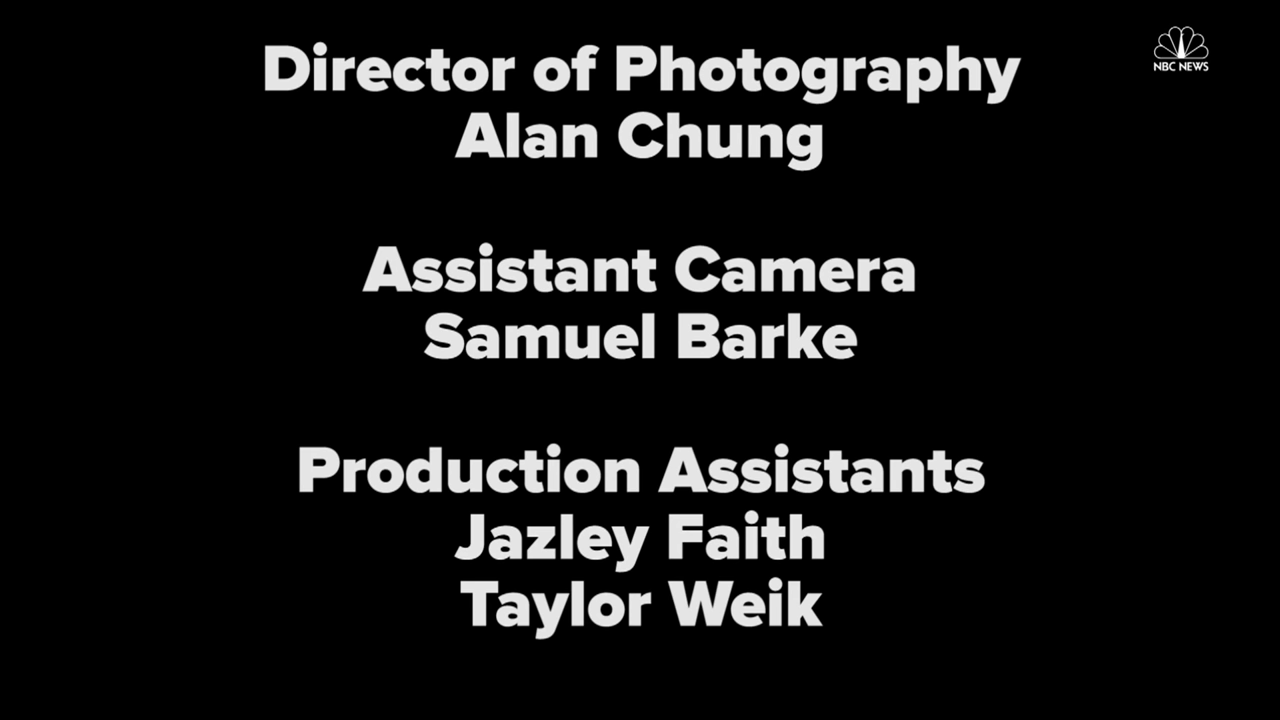 Director of Photography
Alan Chung
Assistant Camera
Samuel Barke
Production Assistants
Jazley Faith
Taylor Weik
NBC NEWS